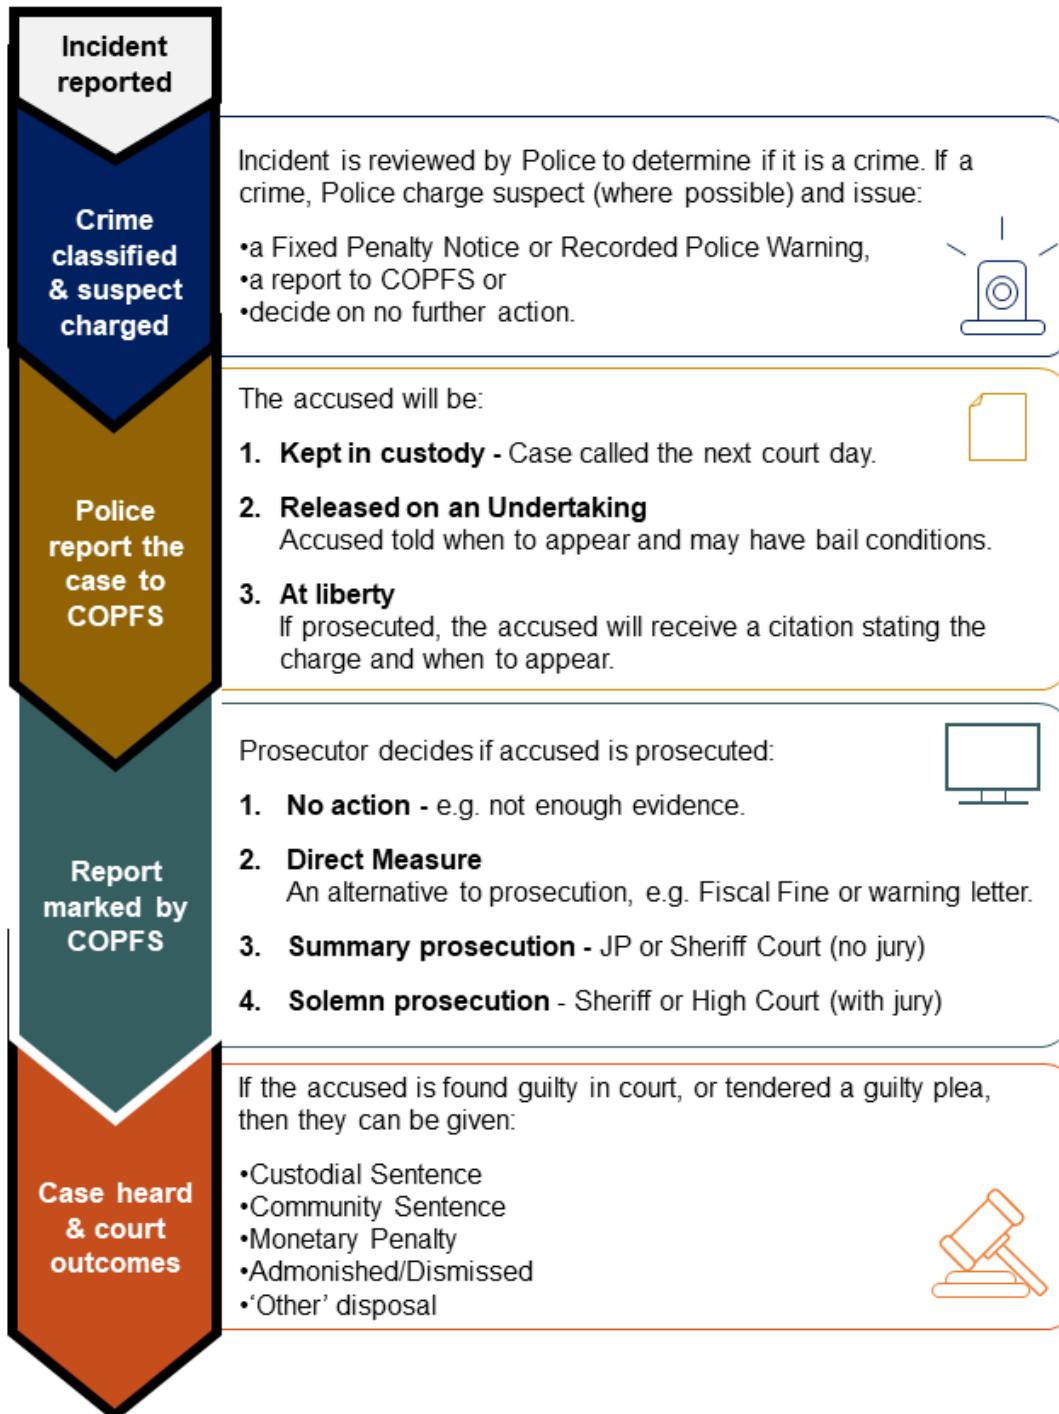 Incident
reported
Crime
classified
& suspect
charged
Incident is reviewed by Police to determine if it is a crime. If a
crime, Police charge suspect (where possible) and issue:
•a Fixed Penalty Notice or Recorded Police Warning,
•a report to COPFS or
•decide on no further action.
Police
report the
case to
COPFS
The accused will be:
1. Kept in custody - Case called the next court day.
2. Released on an Undertaking
Accused told when to appear and may have bail conditions.
3. At liberty
If prosecuted, the accused will receive a citation stating the
charge and when to appear.
Report
marked by
COPFS
Prosecutor decides if accused is prosecuted:
1. No action - e.g. not enough evidence.
2. Direct Measure
An alternative to prosecution, e.g. Fiscal Fine or warning letter.
3. Summary prosecution - JP or Sheriff Court (no jury)
4. Solemn prosecution - Sheriff or High Court (with jury)
Case heard
& court
outcomes
If the accused is found guilty in court, or tendered a guilty plea,
then they can be given:
•Custodial Sentence
•Community Sentence
•Monetary Penalty
•Admonished/Dismissed
•‘Other’ disposal